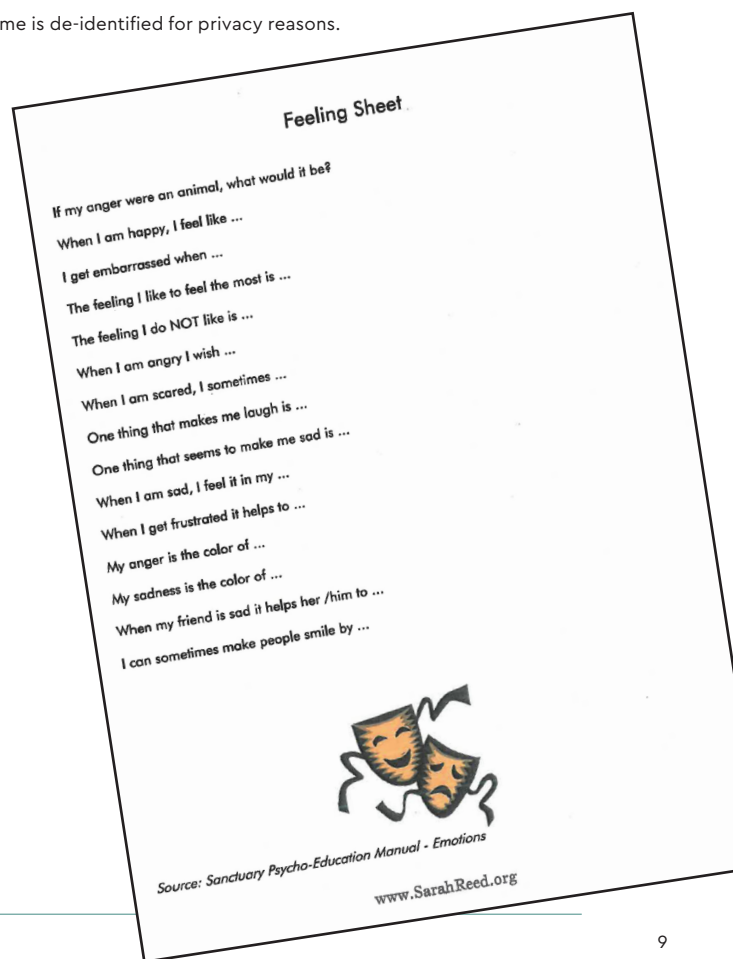 me is de-identified for privacy reasons.
Feeling Sheet
If my anger were an animal, what would it be?
When I am happy, I feel like ...
I get embarrassed when ...
The feeling I like to feel the most is ...
The feeling I do NOT like is ...
When I am angry I wish ...
When I am scared, I sometimes ...
One thing that makes me laugh is ...
One thing that seems to make me sad is ...
When I am sad, I feel it in my ...
When I get frustrated it helps to ...
My anger is the color of ...
My sadness is the color of ...
When my friend is sad it helps her /him to ...
I can sometimes make people smile by ...
Source: Sanctuary Psycho-Education Manual - Emotions
www.SarahReed.org
9